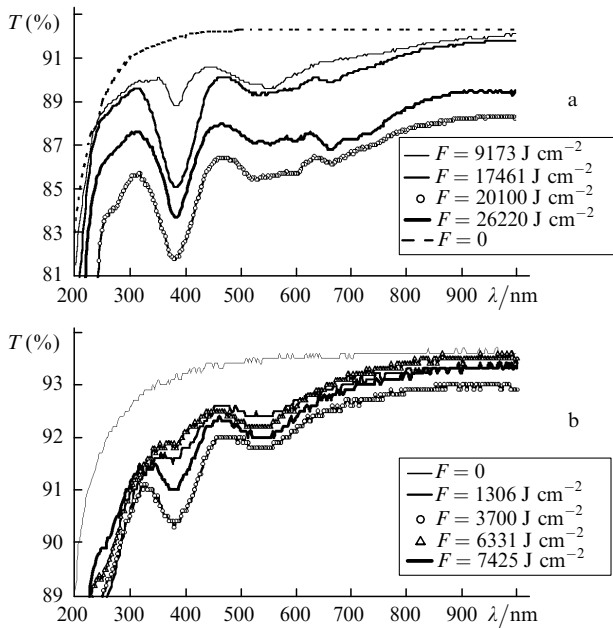 T (%)
91
89
87
85
83
81
200 300 400 500 600 700 800 900 λ/nm
a
F = 9173 J cm⁻²
F = 17461 J cm⁻²
F = 20100 J cm⁻²
F = 26220 J cm⁻²
F = 0
T (%)
93
92
91
90
89
200 300 400 500 600 700 800 900 λ/nm
b
F = 0
F = 1306 J cm⁻²
F = 3700 J cm⁻²
F = 6331 J cm⁻²
F = 7425 J cm⁻²